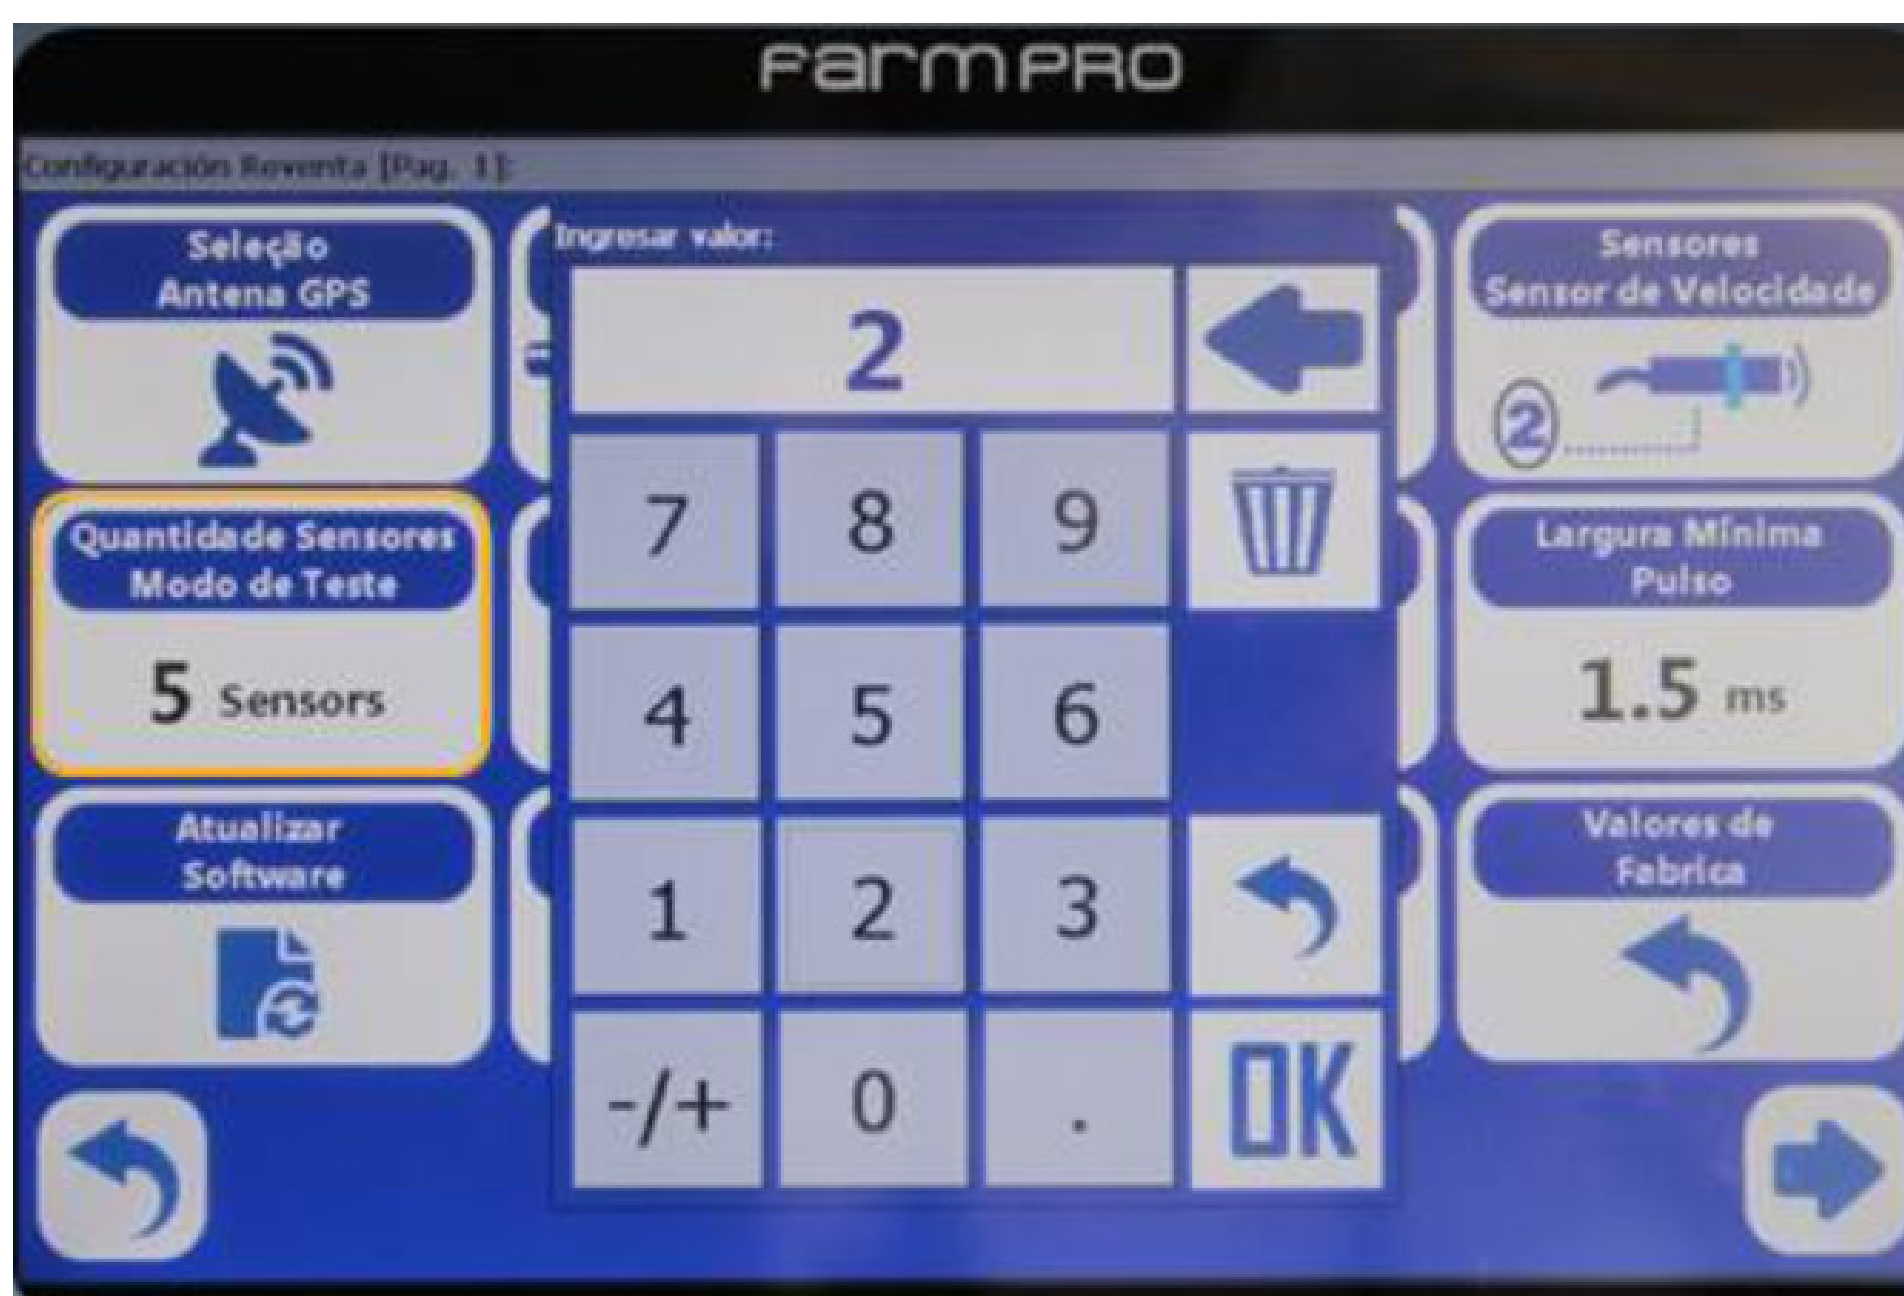 Farm PRO
Configuración Reventa [Pag. 1]:
Seleção
Antena GPS
Ingresar valor:
2
Sensores
Sensor de Velocidade
2
7
8
9
Quantidade Sensores
Modo de Teste
5 Sensors
Largura Mínima
Pulso
1.5 ms
4
5
6
Atualizar
Software
1
2
3
Valores de
Fabrica
-/+
0
.
OK